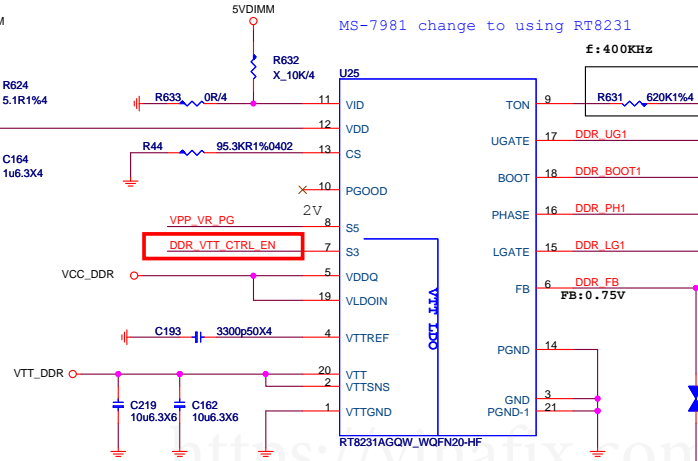 5VDIMM
MS-7981 change to using RT8231
f:400KHz
R632
X_10K/4
R624
5.1R1%4
U25
R633
0R/4
11
VID
TON
9
R631
620K1%4
12
VDD
17
DDR_UG1
UGATE
R44
95.3KR1%0402
13
CS
C164
1u6.3X4
BOOT
18
DDR_BOOT1
10
PGOOD
2V
PHASE
16
DDR_PH1
VPP_VR_PG
8
S5
DDR_VTT_CTRL_EN
7
S3
LGATE
15
DDR_LG1
VCC_DDR
5
VDDQ
FB
6
DDR_FB
FB:0.75V
19
VLDOIN
VTT LDO
C193
3300p50X4
4
VTTREF
PGND
14
VTT_DDR
20
VTT
2
VTTSNS
GND
3
C219
10u6.3X6
C162
10u6.3X6
1
VTTGND
PGND-1
21
RT8231AGQW_WQFN20-HF
https://vinafix.com